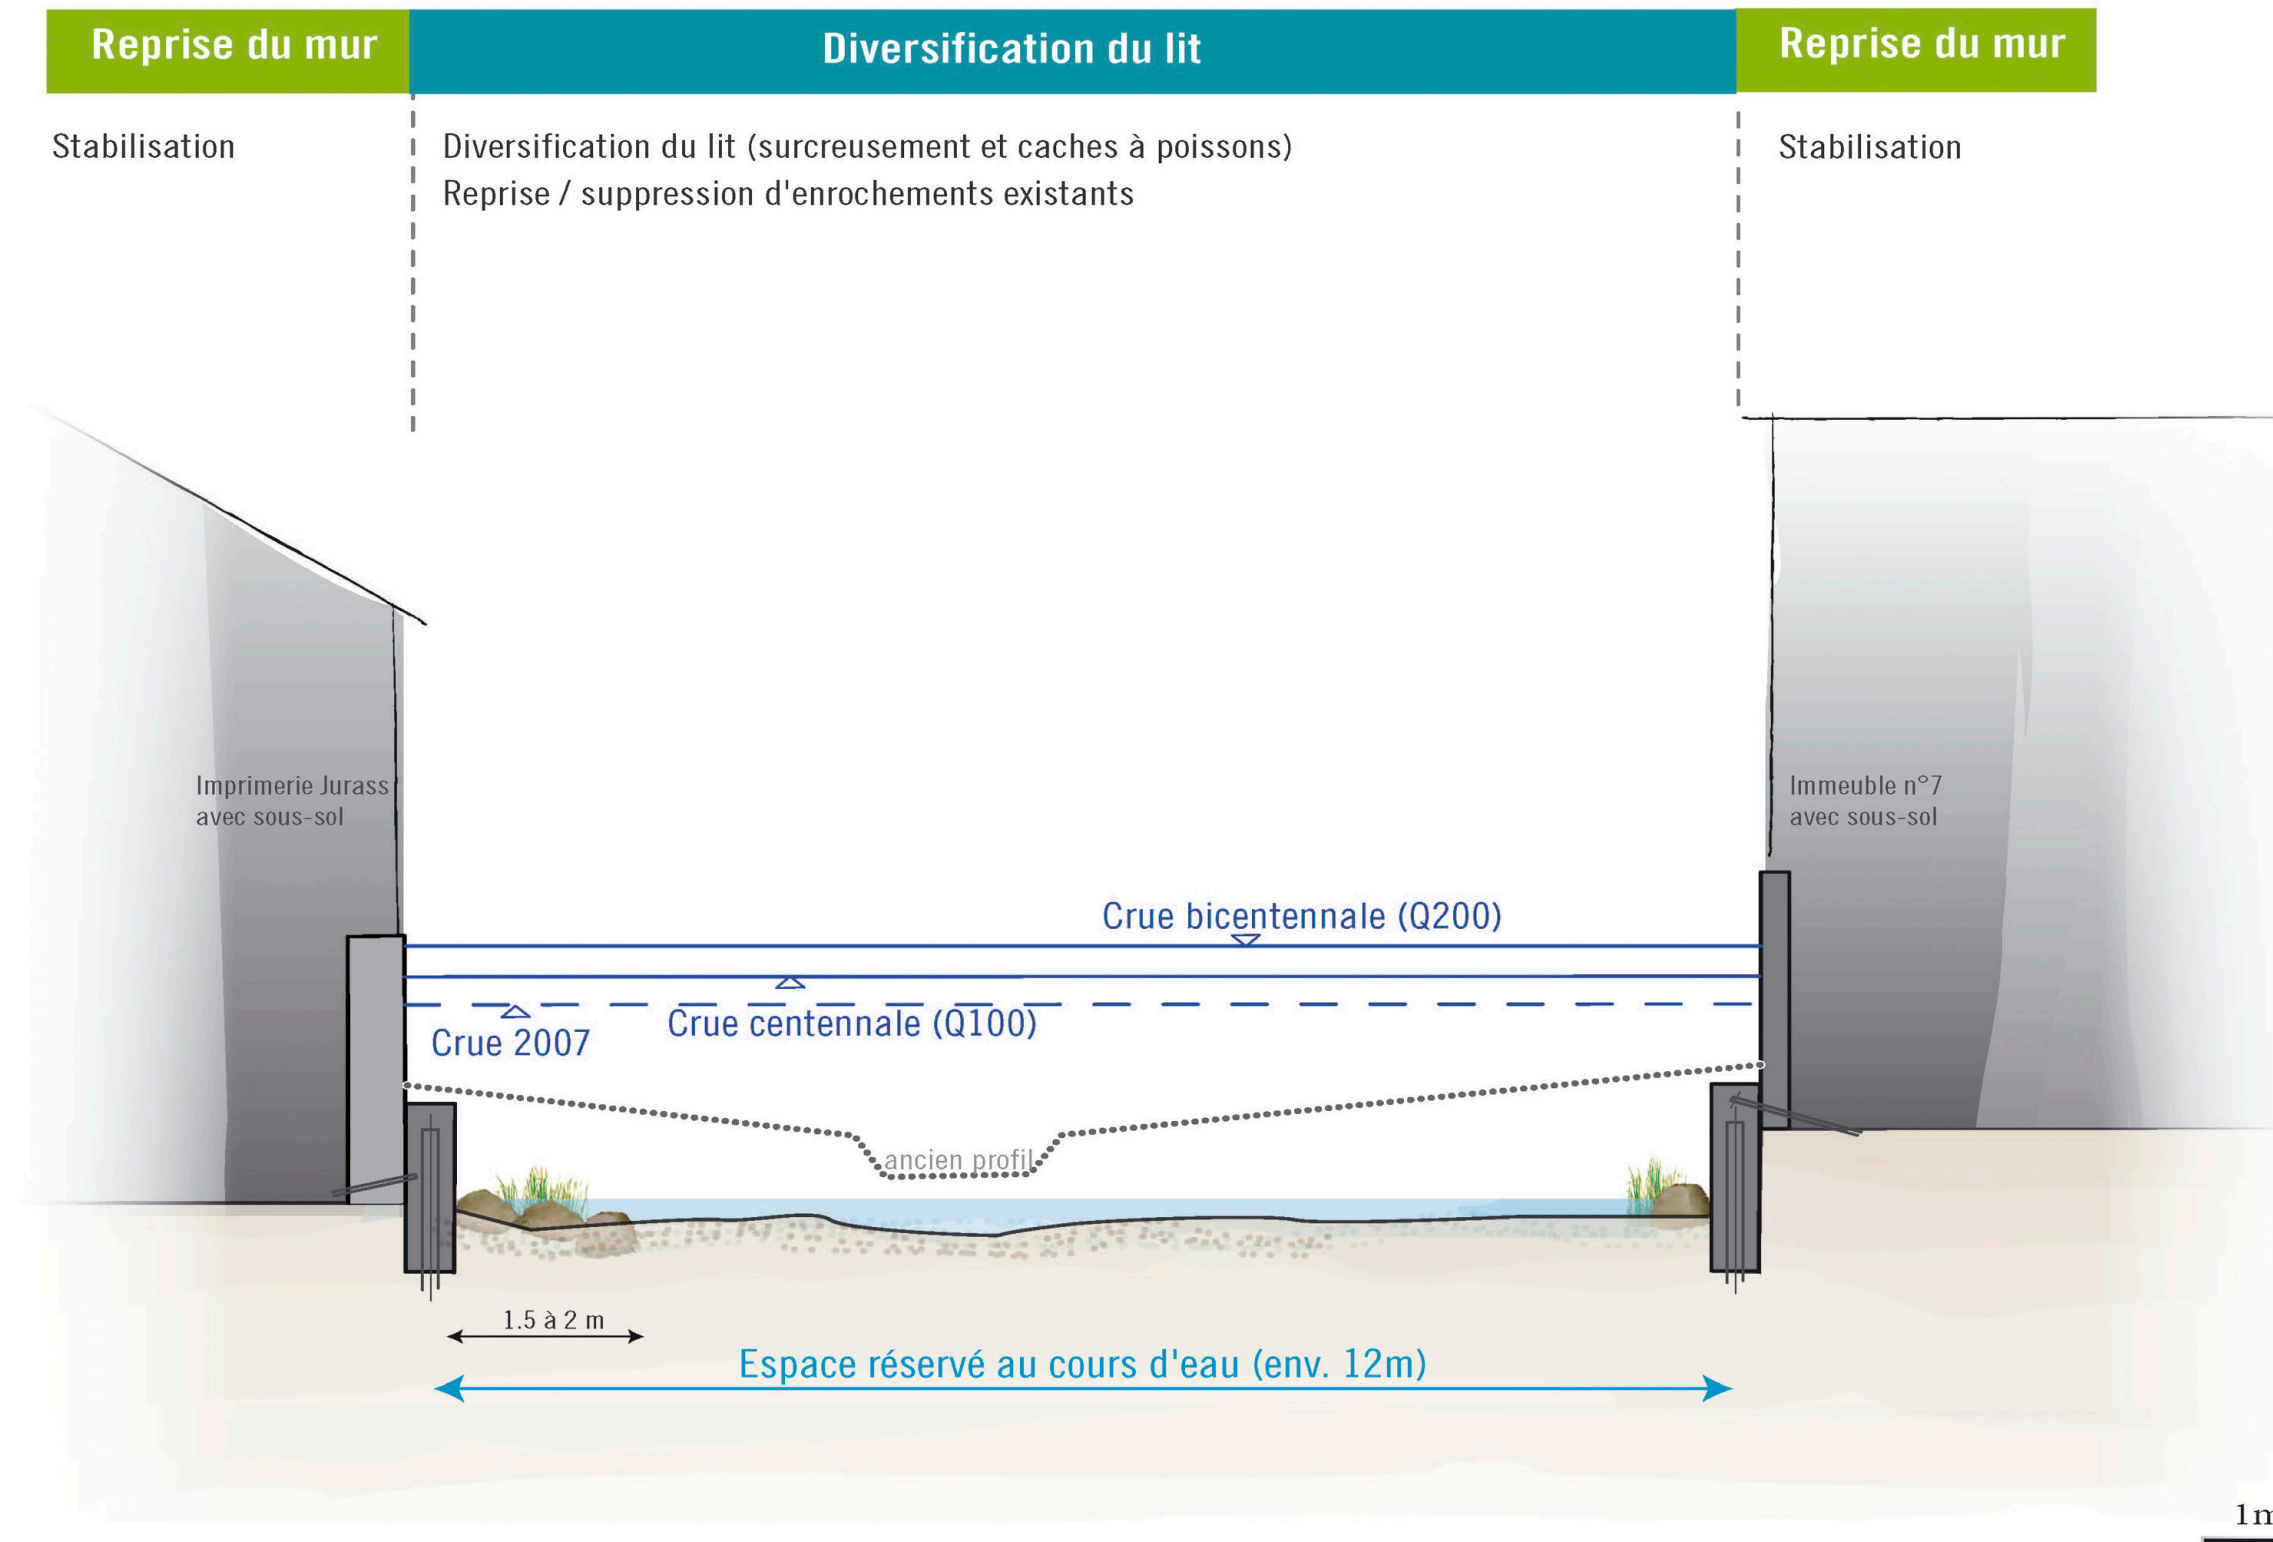 Reprise du mur
Diversification du lit
Reprise du mur
Stabilisation
Diversification du lit (surcreusement et caches à poissons)
Reprise / suppression d'enrochements existants
Stabilisation
Imprimerie Jurass
avec sous-sol
Immeuble n°7
avec sous-sol
Crue bicentennale (Q200)
Crue centennale (Q100)
Crue 2007
ancien profil
1.5 à 2 m
Espace réservé au cours d'eau (env. 12m)
1m